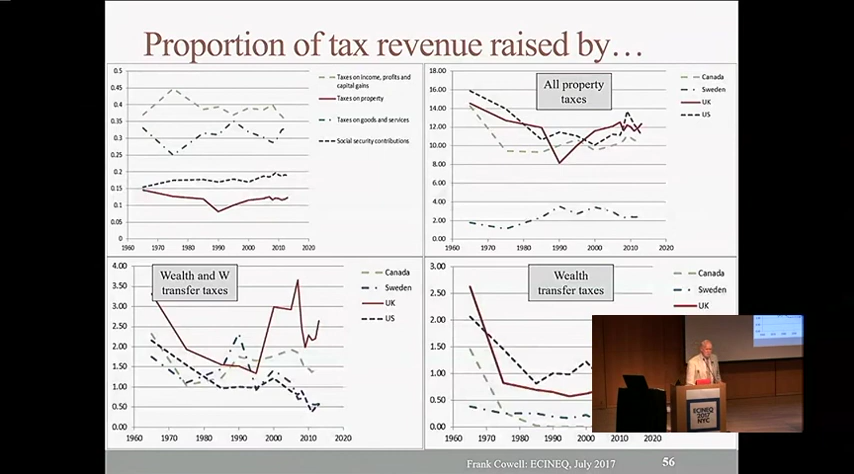 Proportion of tax revenue raised by…
0.5
0.45
0.4
0.35
0.3
0.25
0.2
0.15
0.1
0.05
0
1960 1970 1980 1990 2000 2010 2020
Taxes on income, profits and
capital gains
Taxes on property
Taxes on goods and services
Social security contributions
All property
taxes
18.00
16.00
14.00
12.00
10.00
8.00
6.00
4.00
2.00
0.00
1960 1970 1980 1990 2000 2010 2020
Canada
Sweden
UK
US
Wealth and W
transfer taxes
4.00
3.50
3.00
2.50
2.00
1.50
1.00
0.50
0.00
1960 1970 1980 1990 2000 2010 2020
Canada
Sweden
UK
US
Wealth
transfer taxes
3.00
2.50
2.00
1.50
1.00
0.50
0.00
1960 1970 1980 1990 2000
Canada
Sweden
UK
ECINEQ
2017
NYC
Frank Cowell: ECINEQ, July 2017 56